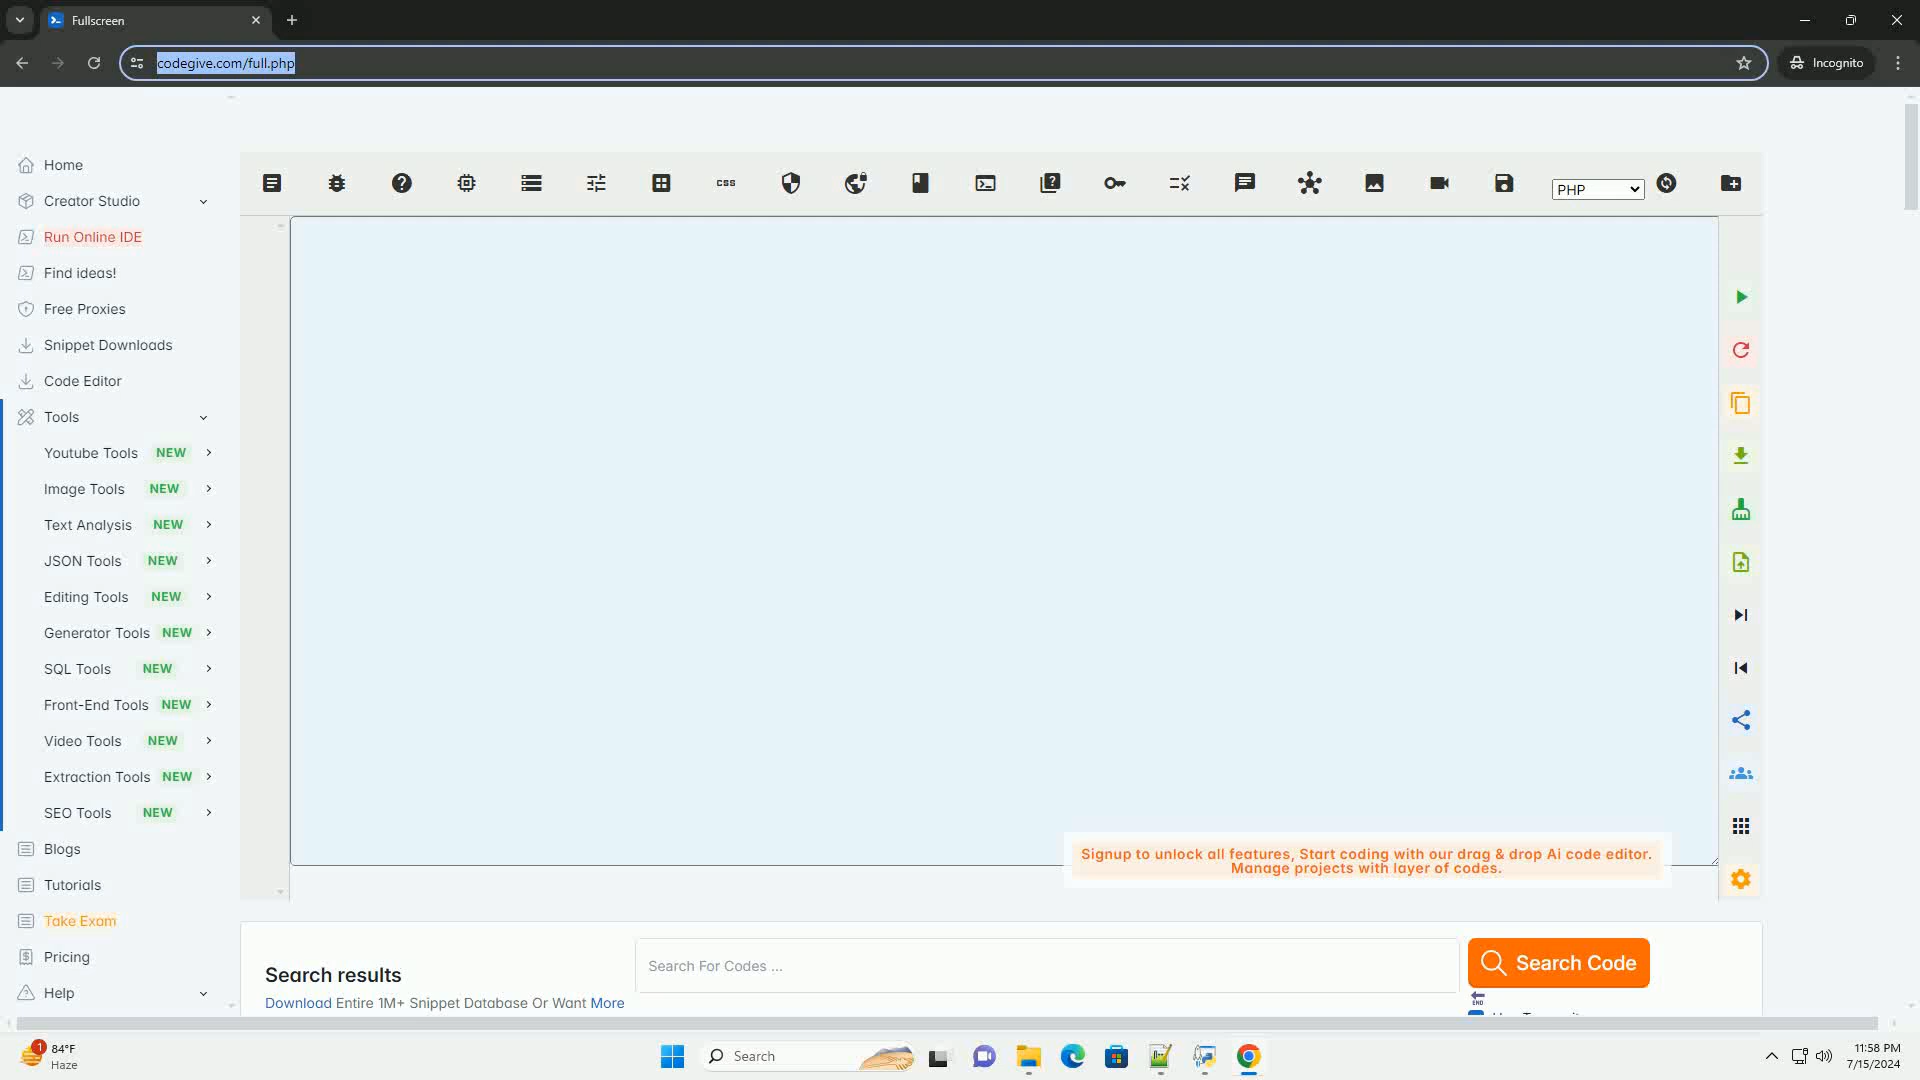 Fullscreen
codegive.com/full.php
Incognito
Home
Creator Studio
Run Online IDE
Find ideas!
Free Proxies
Snippet Downloads
Code Editor
Tools
Youtube Tools NEW
Image Tools NEW
Text Analysis NEW
JSON Tools NEW
Editing Tools NEW
Generator Tools NEW
SQL Tools NEW
Front-End Tools NEW
Video Tools NEW
Extraction Tools NEW
SEO Tools NEW
Blogs
Tutorials
Take Exam
Pricing
Help
CSS
PHP
Signup to unlock all features, Start coding with our drag & drop Ai code editor.
Manage projects with layer of codes.
Search results
Download Entire 1M+ Snippet Database Or Want More
Search For Codes ...
Search Code
END
1
84°F
Haze
Search
11:58 PM
7/15/2024